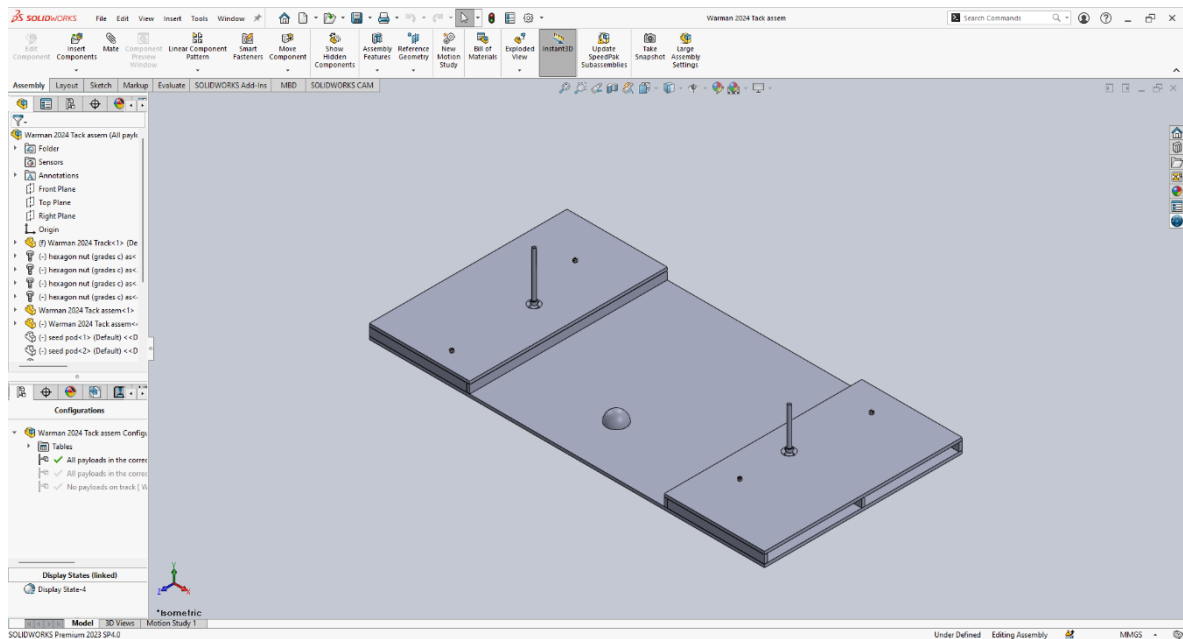 SOLIDWORKS File Edit View Insert Tools Window Warman 2024 Tack assem Search Commands
Edit Component
Insert Components
Mate
Component Preview Window
Linear Component Pattern
Smart Fasteners
Move Component
Show Hidden Components
Assembly Features
Reference Geometry
New Motion Study
Bill of Materials
Exploded View
Instant3D
Update SpeedPak Subassemblies
Take Snapshot
Large Assembly Settings
Assembly Layout Sketch Markup Evaluate SOLIDWORKS Add-Ins MBD SOLIDWORKS CAM
Warman 2024 Tack assem (All paylo
Folder
Sensors
Annotations
Front Plane
Top Plane
Right Plane
Origin
(f) Warman 2024 Track<1> (De
(-) hexagon nut (grades c) as<
(-) hexagon nut (grades c) as<
(-) hexagon nut (grades c) as<
(-) hexagon nut (grades c) as<
Warman 2024 Tack assem<1>
(-) Warman 2024 Tack assem<
(-) seed pod<1> (Default) <<D
(-) seed pod<2> (Default) <<D
Configurations
Warman 2024 Tack assem Configu
Tables
All payloads in the correc
All payloads in the correc
No payloads on track ( W
Display States (linked)
Display State-4
Y
Z
X
*Isometric
Model 3D Views Motion Study 1
SOLIDWORKS Premium 2023 SP4.0 Under Defined Editing Assembly MMGS